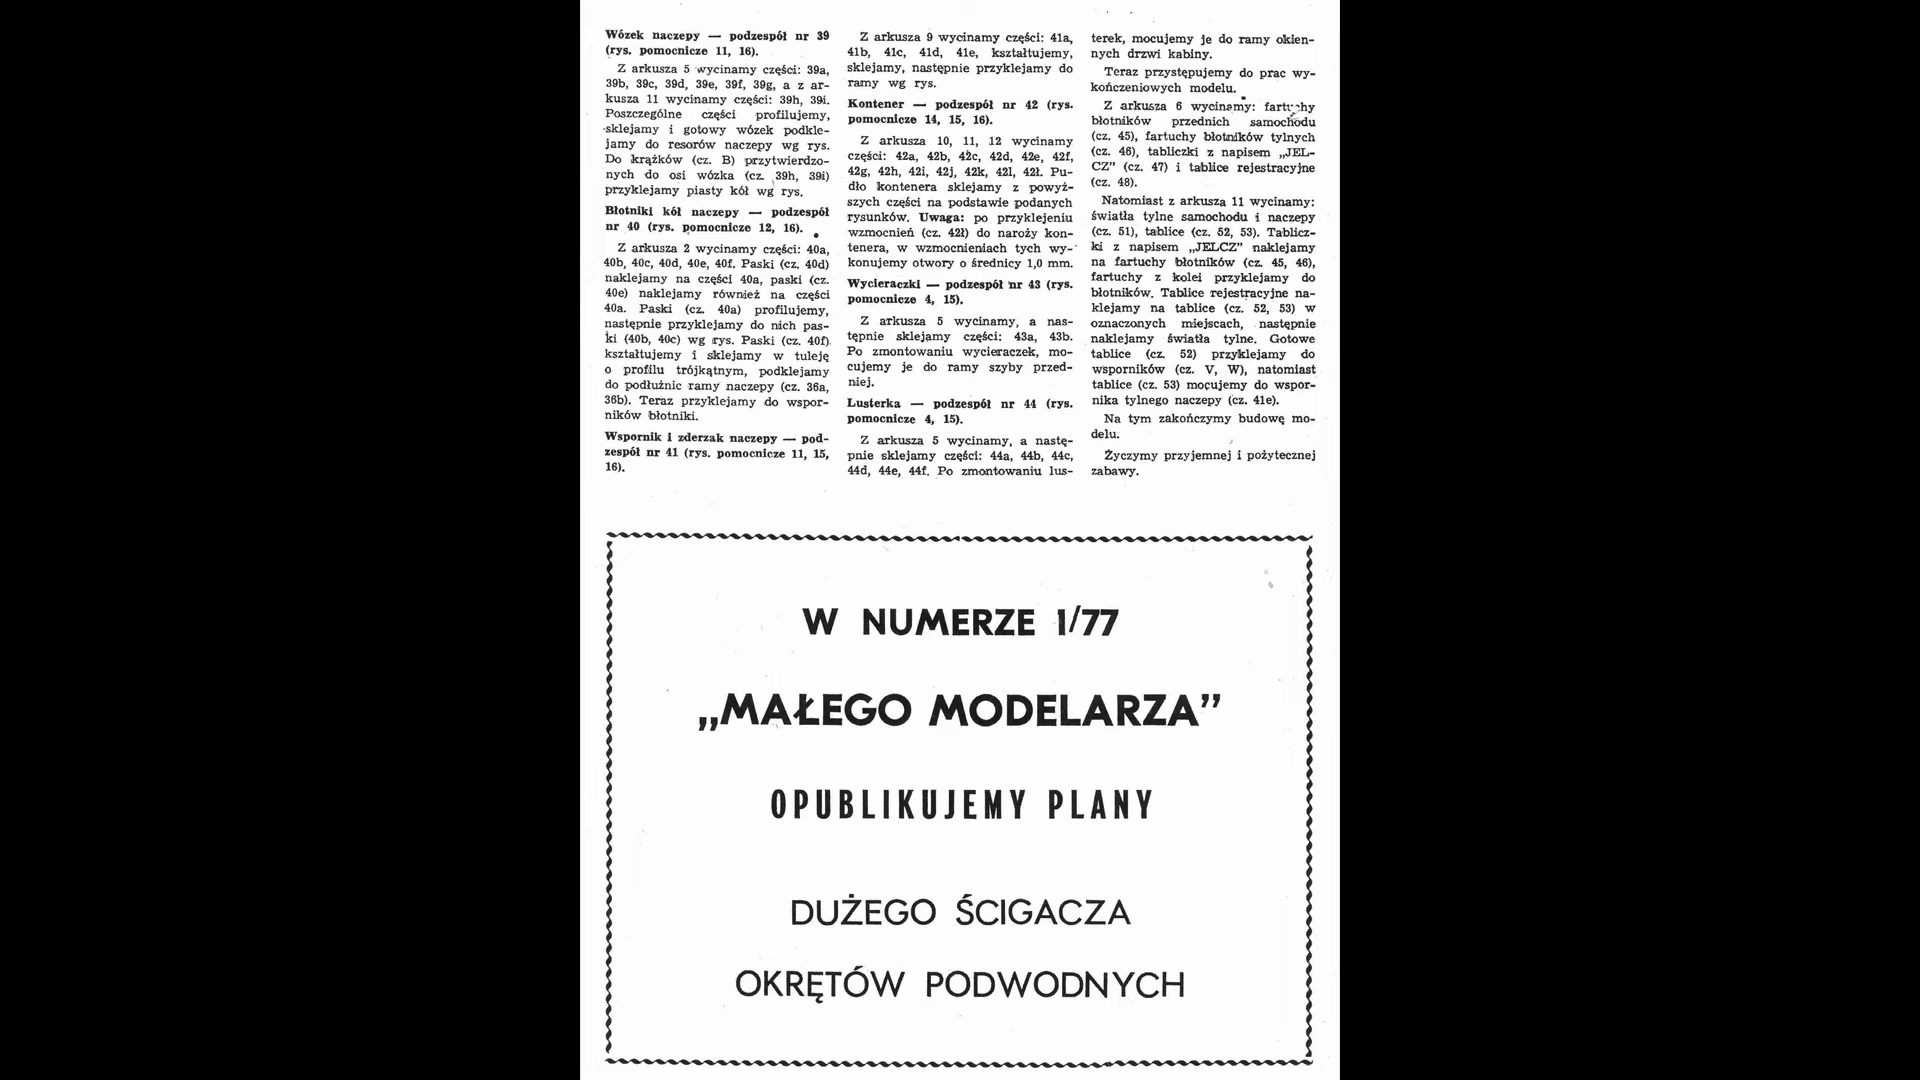 Wózek naczepy — podzespół nr 39
(rys. pomocnicze 11, 16).
Z arkusza 5 wycinamy części: 39a,
39b, 39c, 39d, 39e, 39f, 39g, a z ar-
kusza 11 wycinamy części: 39h, 39i.
Poszczególne części profilujemy,
sklejamy i gotowy wózek podkle-
jamy do resorów naczepy wg rys.
Do krążków (cz. B) przytwierdzo-
nych do osi wózka (cz. 39h, 39i)
przyklejamy piasty kół wg rys.
Błotniki kół naczepy — podzespół
nr 40 (rys. pomocnicze 12, 16).
Z arkusza 2 wycinamy części: 40a,
40b, 40c, 40d, 40e, 40f. Paski (cz. 40d)
naklejamy na części 40a, paski (cz.
40e) naklejamy również na części
40a. Paski (cz. 40a) profilujemy,
następnie przyklejamy do nich pas-
ki (40b, 40c) wg rys. Paski (cz. 40f)
kształtujemy i sklejamy w tuleję
o profilu trójkątnym, podklejamy
do podłużnic ramy naczepy (cz. 36a,
36b). Teraz przyklejamy do wspor-
ników błotniki.
Wspornik i zderzak naczepy — pod-
zespół nr 41 (rys. pomocnicze 11, 15,
16).
Z arkusza 9 wycinamy części: 41a,
41b, 41c, 41d, 41e, kształtujemy,
sklejamy, następnie przyklejamy do
ramy wg rys.
Kontener — podzespół nr 42 (rys.
pomocnicze 14, 15, 16).
Z arkusza 10, 11, 12 wycinamy
części: 42a, 42b, 42c, 42d, 42e, 42f,
42g, 42h, 42i, 42j, 42k, 42l, 42ł. Pu-
dło kontenera sklejamy z powyż-
szych części na podstawie podanych
rysunków. Uwaga: po przyklejeniu
wzmocnień (cz. 42ł) do naroży kon-
tenera, w wzmocnieniach tych wy-
konujemy otwory o średnicy 1,0 mm.
Wycieraczki — podzespół nr 43 (rys.
pomocnicze 4, 15).
Z arkusza 5 wycinamy, a nas-
tępnie sklejamy części: 43a, 43b.
Po zmontowaniu wycieraczek, mo-
cujemy je do ramy szyby przed-
niej.
Lusterka — podzespół nr 44 (rys.
pomocnicze 4, 15).
Z arkusza 5 wycinamy, a nastę-
pnie sklejamy części: 44a, 44b, 44c,
44d, 44e, 44f. Po zmontowaniu lus-
terek, mocujemy je do ramy okien-
nych drzwi kabiny.
Teraz przystępujemy do prac wy-
kończeniowych modelu.
Z arkusza 6 wycinamy: fartuchy
błotników przednich samochodu
(cz. 45), fartuchy błotników tylnych
(cz. 46), tabliczki z napisem „JEL-
CZ” (cz. 47) i tablice rejestracyjne
(cz. 48).
Natomiast z arkusza 11 wycinamy:
światła tylne samochodu i naczepy
(cz. 51), tablice (cz. 52, 53). Tablicz-
ki z napisem „JELCZ” naklejamy
na fartuchy błotników (cz. 45, 46),
fartuchy z kolei przyklejamy do
błotników. Tablice rejestracyjne na-
klejamy na tablice (cz. 52, 53) w
oznaczonych miejscach, następnie
naklejamy światła tylne. Gotowe
tablice (cz. 52) przyklejamy do
wsporników (cz. V, W), natomiast
tablice (cz. 53) mocujemy do wspor-
nika tylnego naczepy (cz. 41e).
Na tym zakończymy budowę mo-
delu.
Życzymy przyjemnej i pożytecznej
zabawy.
W NUMERZE 1/77
„MAŁEGO MODELARZA”
OPUBLIKUJEMY PLANY
DUŻEGO ŚCIGACZA
OKRĘTÓW PODWODNYCH